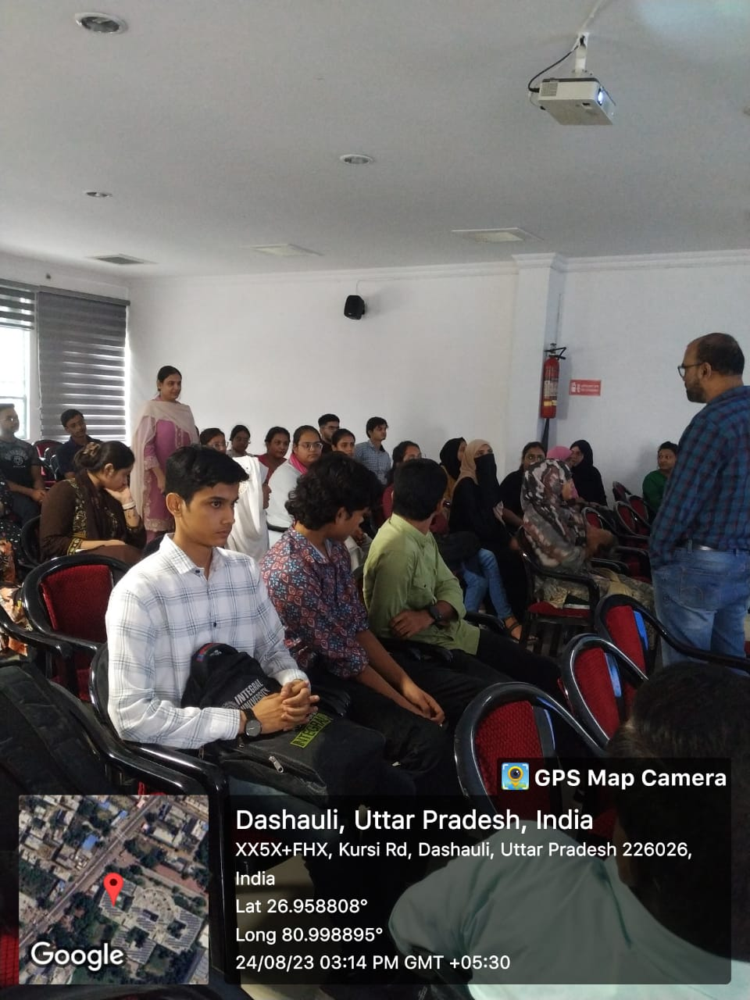 INTEGRAL
UNIVERSITY
INTEGRAL
GPS Map Camera
Dashauli, Uttar Pradesh, India
XX5X+FHX, Kursi Rd, Dashauli, Uttar Pradesh 226026,
India
Lat 26.958808°
Long 80.998895°
24/08/23 03:14 PM GMT +05:30
Google